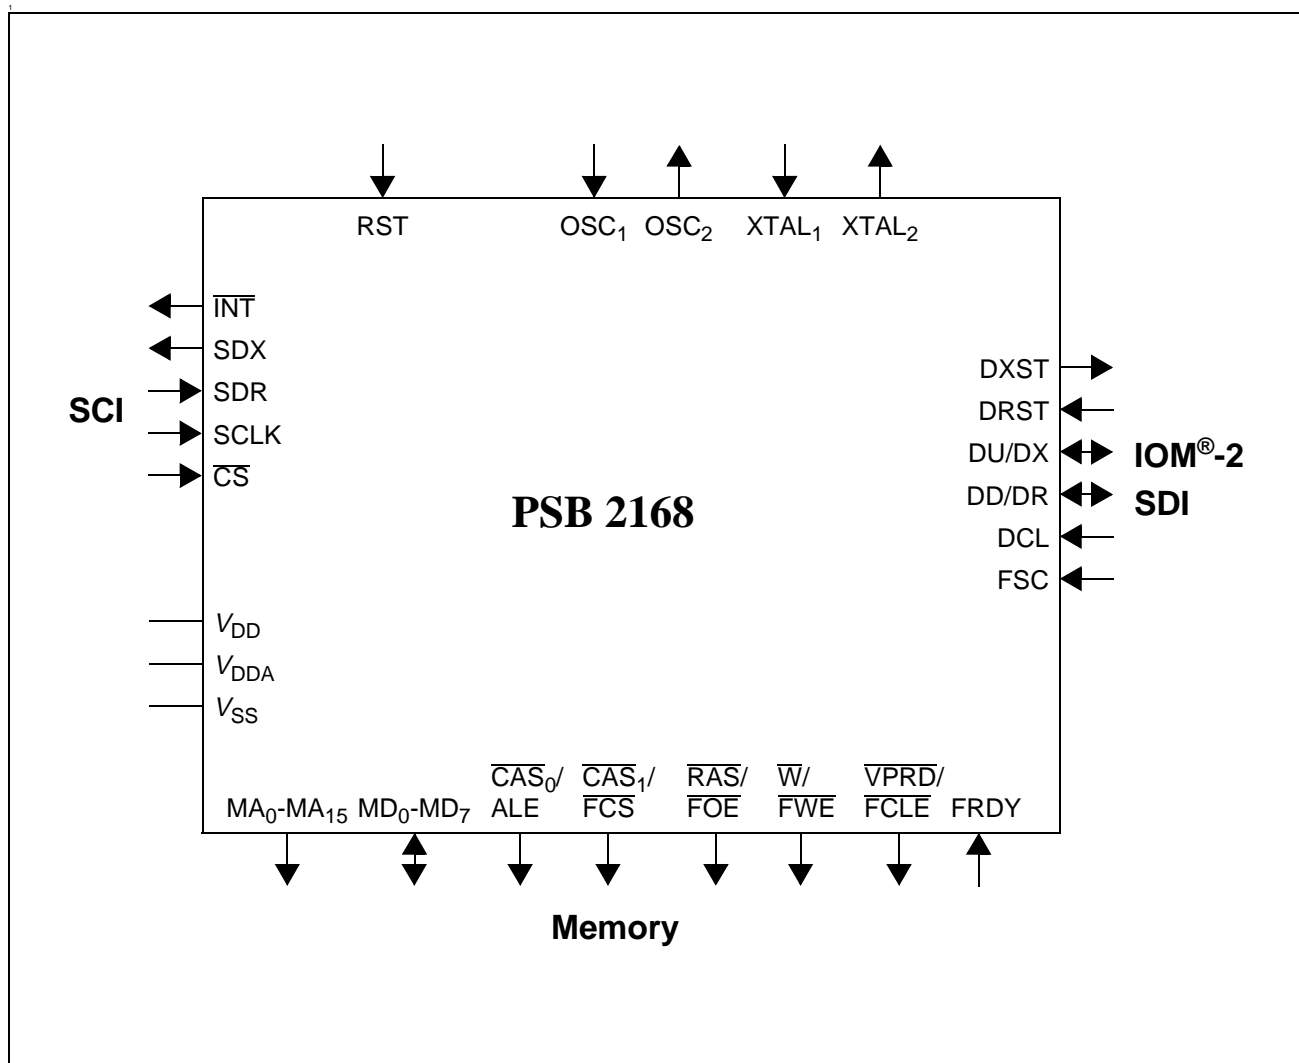 1
RST OSC1 OSC2 XTAL1 XTAL2
INT
SDX
SDR
SCI
SCLK
CS
DXST
DRST
DU/DX
IOM®-2
DD/DR
SDI
DCL
FSC
PSB 2168
VDD
VDDA
VSS
CAS0/ CAS1/ RAS/ W/ VPRD/
MA0-MA15 MD0-MD7 ALE FCS FOE FWE FCLE FRDY
Memory